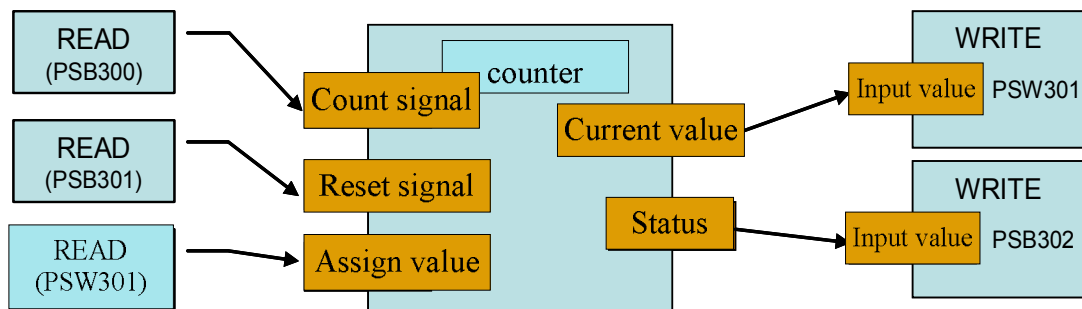 READ
(PSB300)
READ
(PSB301)
READ
(PSW301)
counter
Count signal
Reset signal
Assign value
Current value
Status
WRITE
Input value
PSW301
WRITE
Input value
PSB302